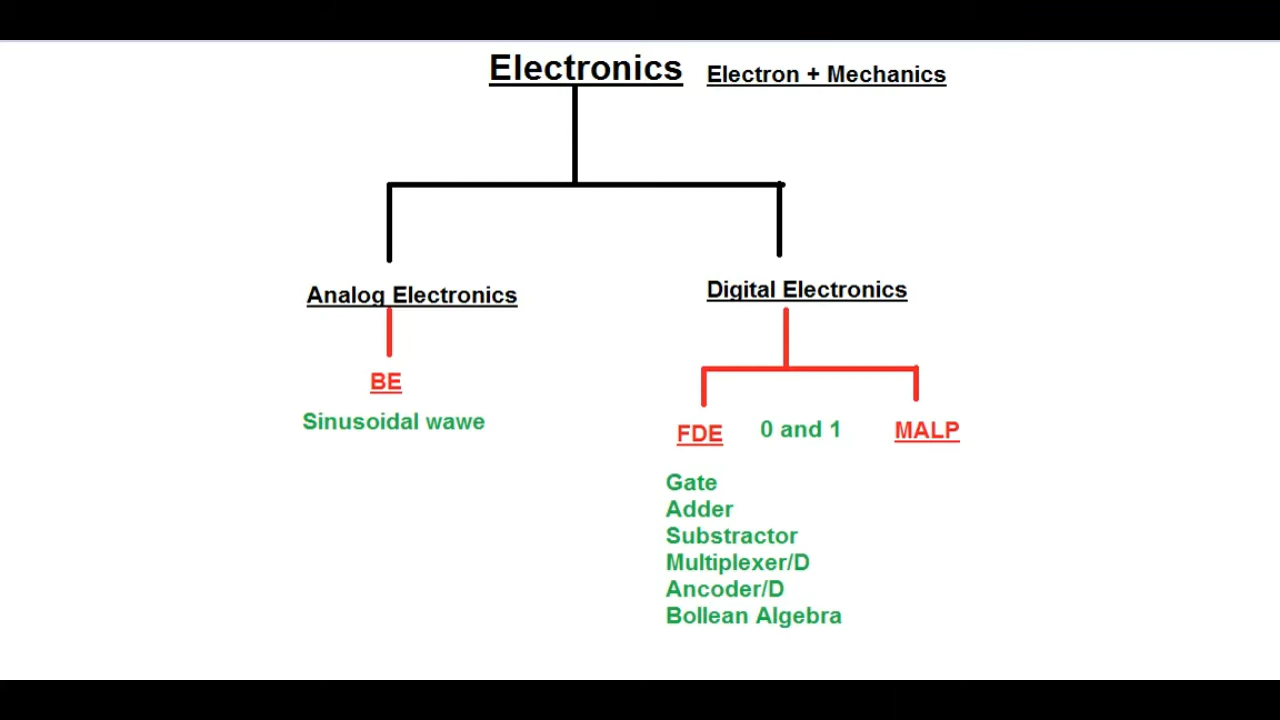 Electronics
Electron + Mechanics
Analog Electronics
Digital Electronics
BE
Sinusoidal wawe
FDE
0 and 1
MALP
Gate
Adder
Substractor
Multiplexer/D
Ancoder/D
Bollean Algebra